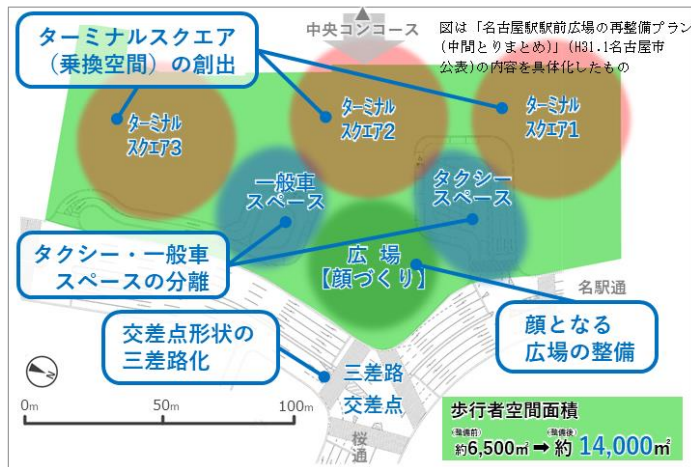 ターミナルスクエア
（乗換空間）の創出
中央コンコース
図は「名古屋駅駅前広場の再整備プラン
(中間とりまとめ)」(H31.1名古屋市
公表)の内容を具体化したもの
ターミナル
スクエア3
ターミナル
スクエア2
ターミナル
スクエア1
一般車
スペース
タクシー
スペース
広 場
【顔づくり】
タクシー・一般車
スペースの分離
名駅通
交差点形状の
三差路化
顔となる
広場の整備
三差路
交差点
桜通
0m 50m 100m
歩行者空間面積
(整備前) (整備後)
約6,500㎡ ➡ 約 14,000㎡